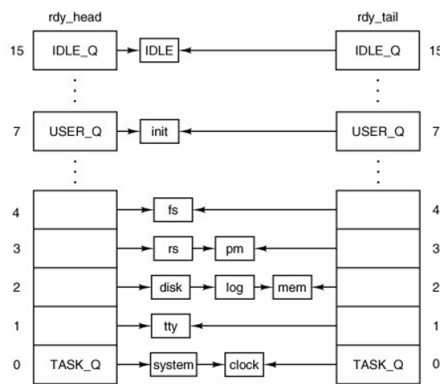 rdy_head rdy_tail
15 IDLE_Q IDLE IDLE_Q 15
7 USER_Q init USER_Q 7
4 fs 4
3 rs pm 3
2 disk log mem 2
1 tty 1
0 TASK_Q system clock TASK_Q 0